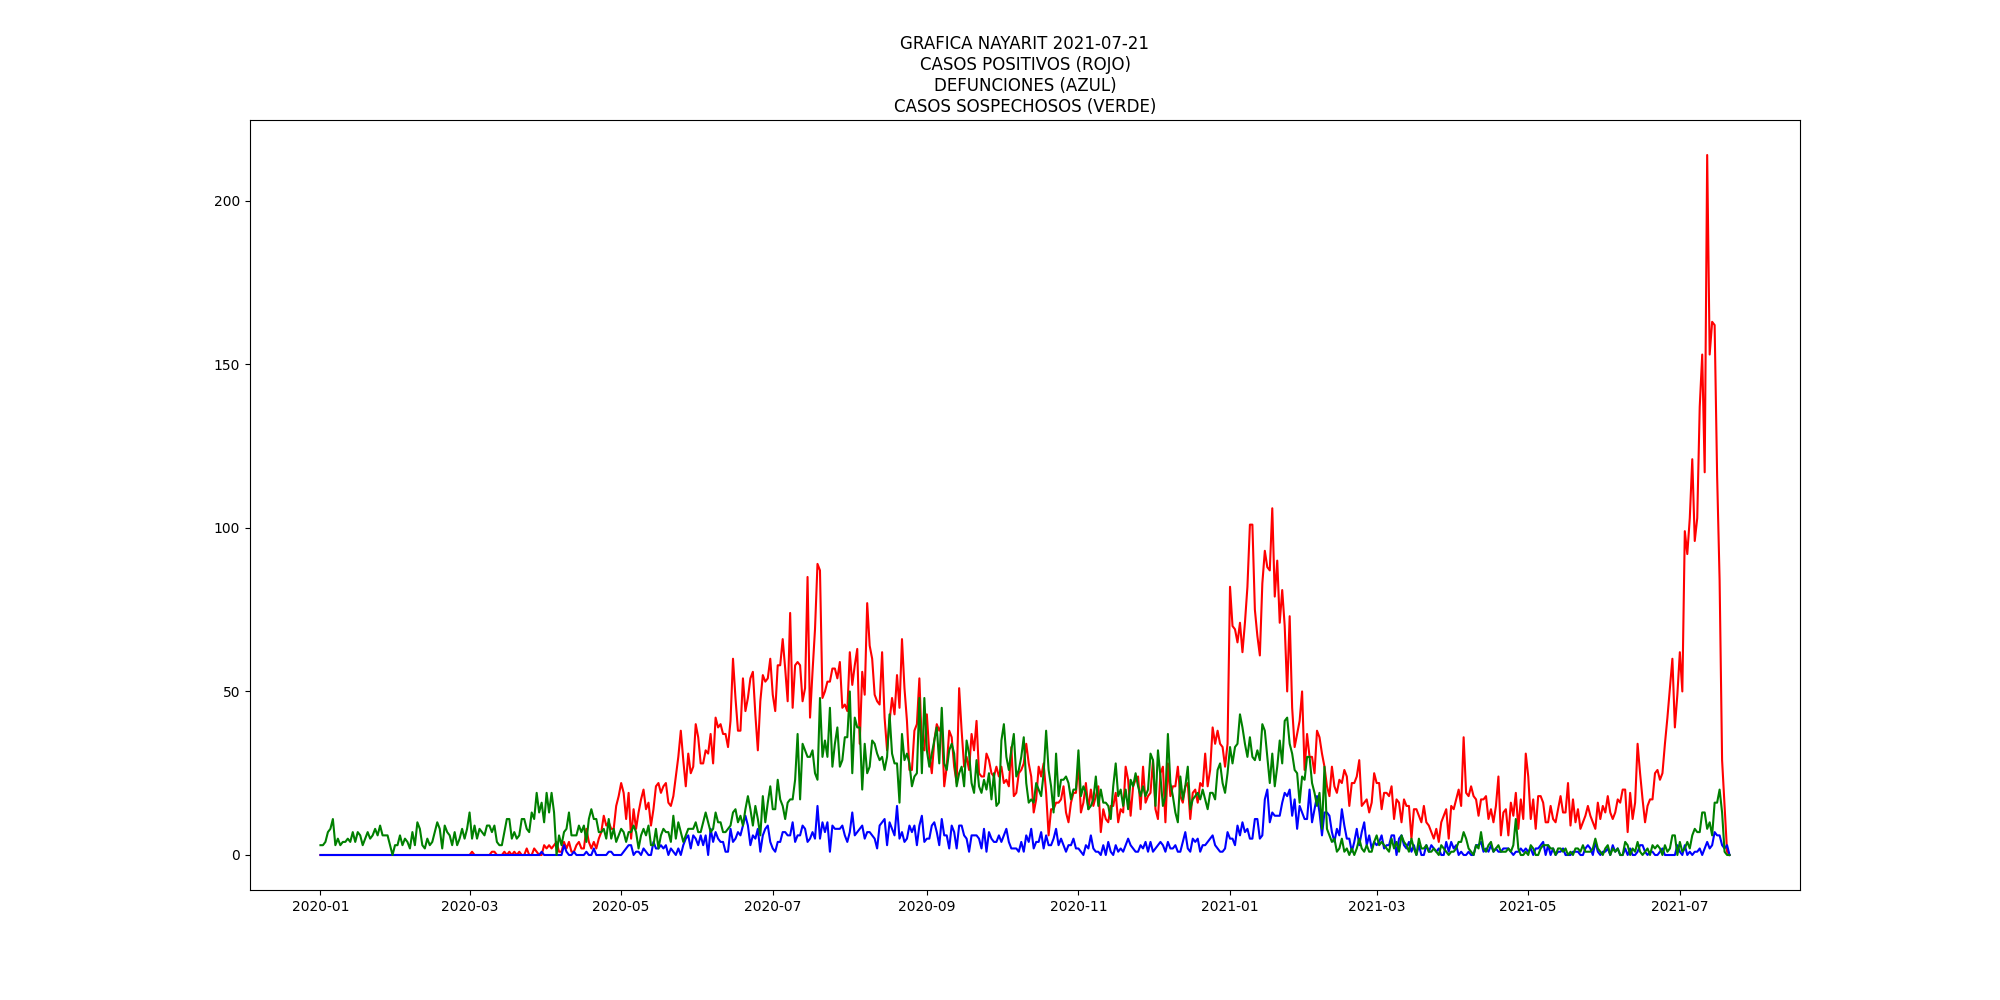 GRAFICA NAYARIT 2021-07-21
CASOS POSITIVOS (ROJO)
DEFUNCIONES (AZUL)
CASOS SOSPECHOSOS (VERDE)
200
150
100
50
0
2020-01 2020-03 2020-05 2020-07 2020-09 2020-11 2021-01 2021-03 2021-05 2021-07